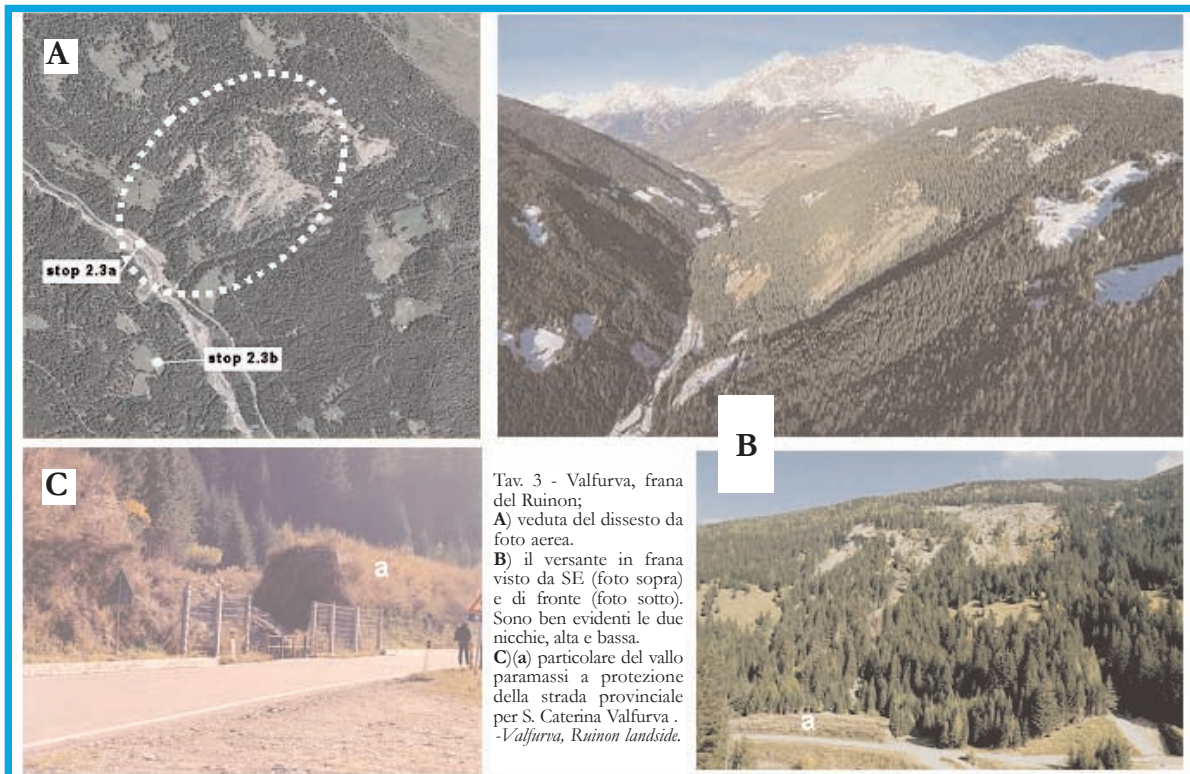 A
stop 2.3a
stop 2.3b
B
C
a
Tav. 3 - Valfurva, frana
del Ruinon;
A) veduta del dissesto da
foto aerea.
B) il versante in frana
visto da SE (foto sopra)
e di fronte (foto sotto).
Sono ben evidenti le due
nicchie, alta e bassa.
C)(a) particolare del vallo
paramassi a protezione
della strada provinciale
per S. Caterina Valfurva .
-Valfurva, Ruinon landside.
a